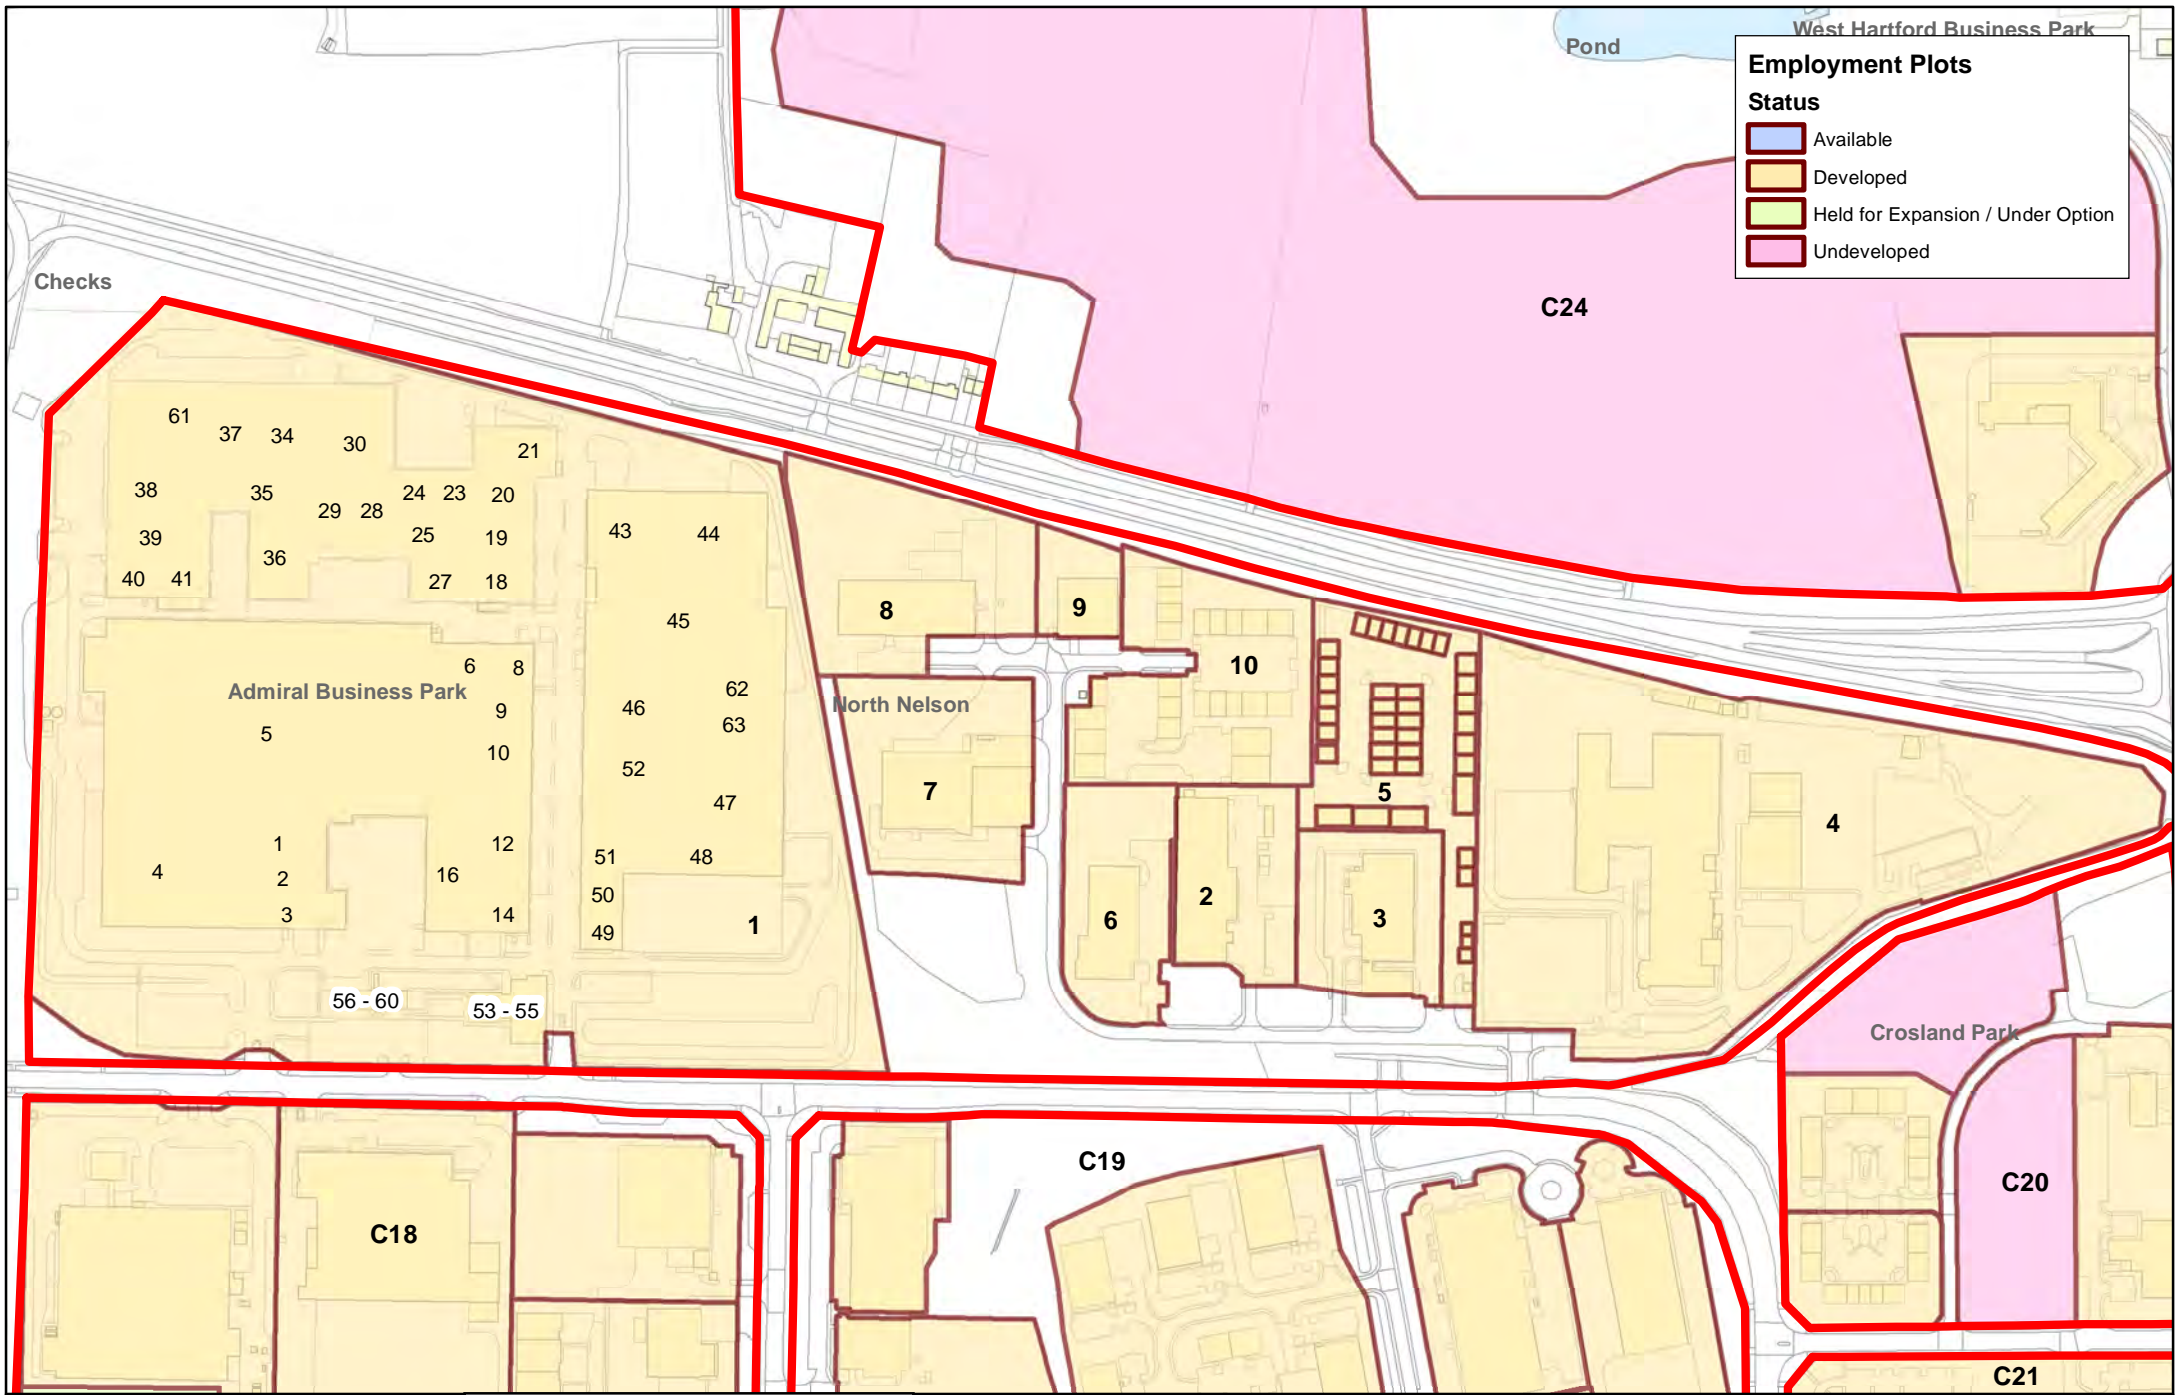 West Hartford Business Park
Pond
Employment Plots
Status
Available
Developed
Held for Expansion / Under Option
Undeveloped
Checks
C24
61
37
34
30
21
38
35
29
28
24
23
20
39
36
25
19
40
41
27
18
43
44
45
46
62
63
52
47
51
48
50
49
1
6
8
Admiral Business Park
9
5
10
1
12
4
2
16
3
14
56 - 60
53 - 55
8
9
10
North Nelson
7
5
4
6
2
3
Crosland Park
C19
C20
C18
C21